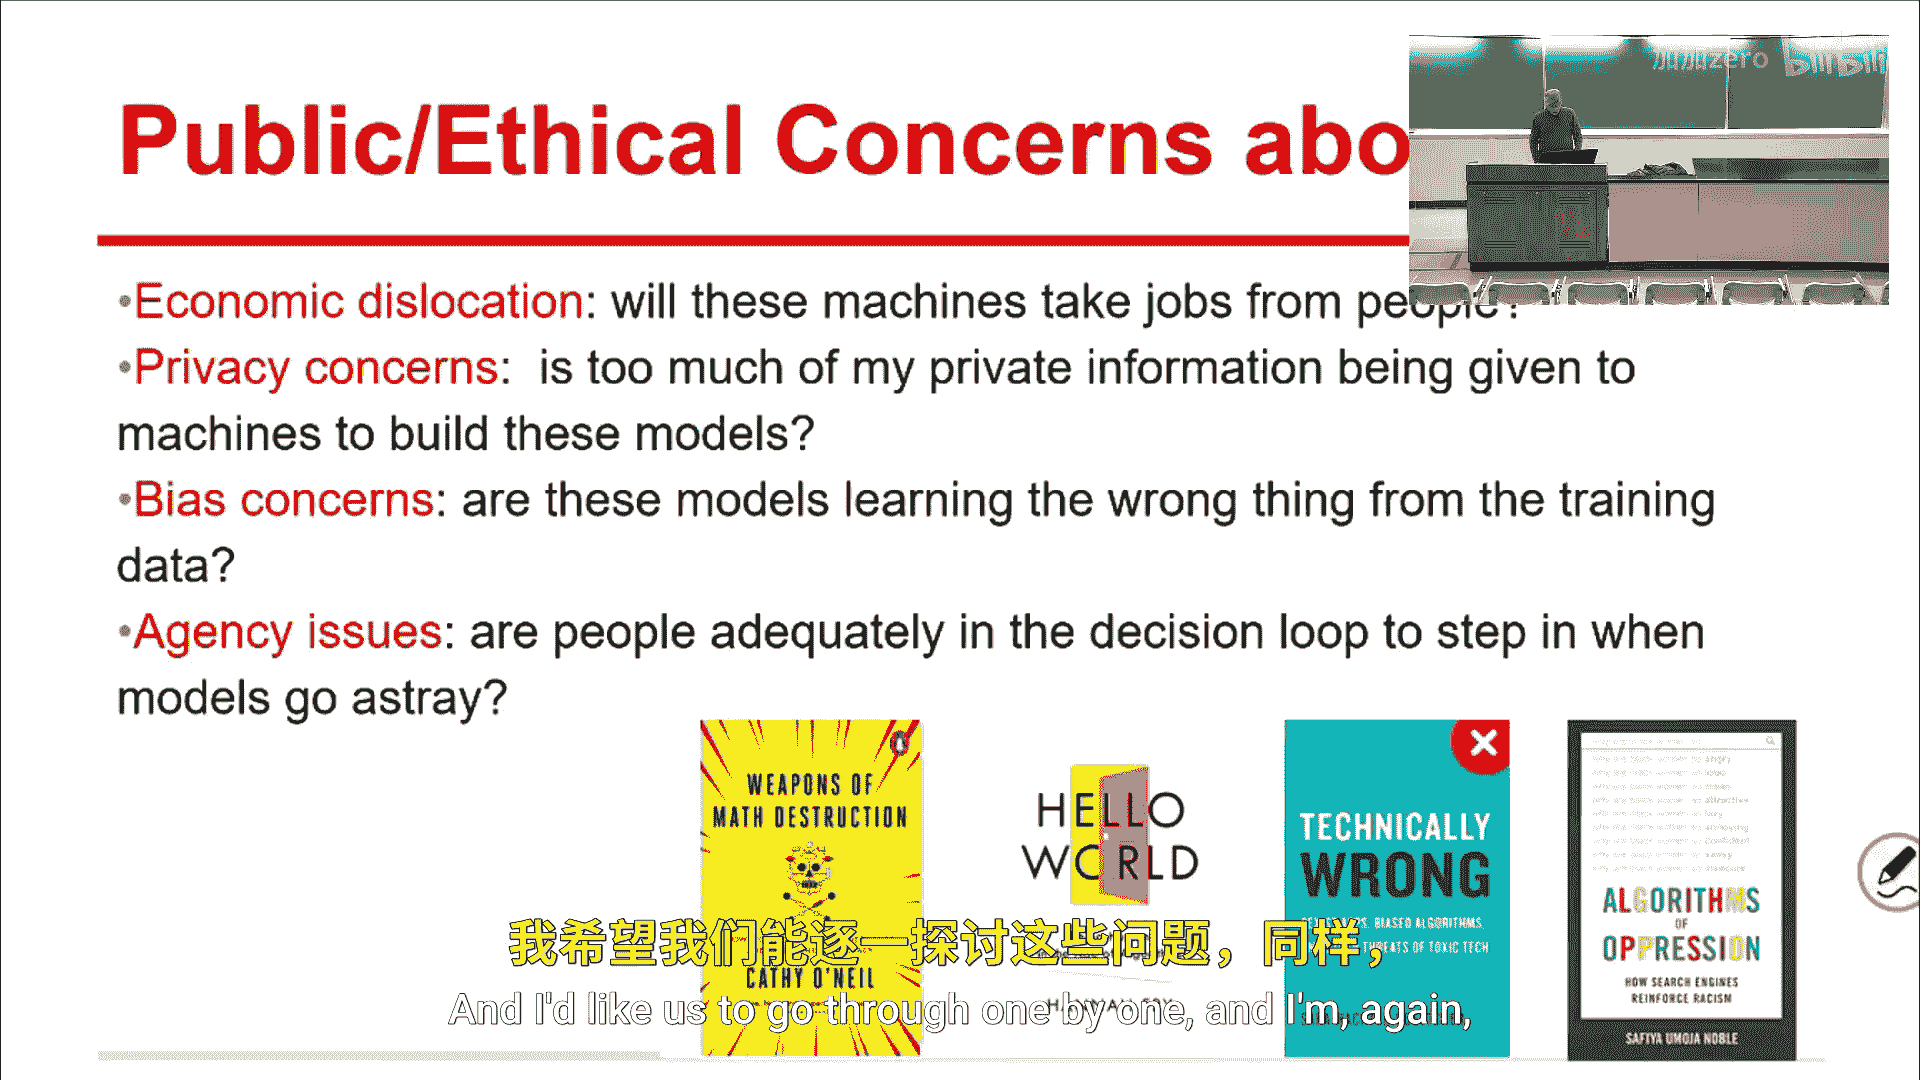 zero bilibili
Public/Ethical Concerns abo
•Economic dislocation: will these machines take jobs from people?
•Privacy concerns:  is too much of my private information being given to
machines to build these models?
•Bias concerns: are these models learning the wrong thing from the training
data?
•Agency issues: are people adequately in the decision loop to step in when
models go astray?
WEAPONS OF
MATH DESTRUCTION
CATHY O'NEIL
HELLO
WORLD
TECHNICALLY
WRONG
BIASED ALGORITHMS,
THREATS OF TOXIC TECH
ALGORITHMS
OF
OPPRESSION
HOW SEARCH ENGINES
REINFORCE RACISM
SAFIYA UMOJA NOBLE
我希望我们能逐一探讨这些问题，同样，
And I'd like us to go through one by one, and I'm, again,